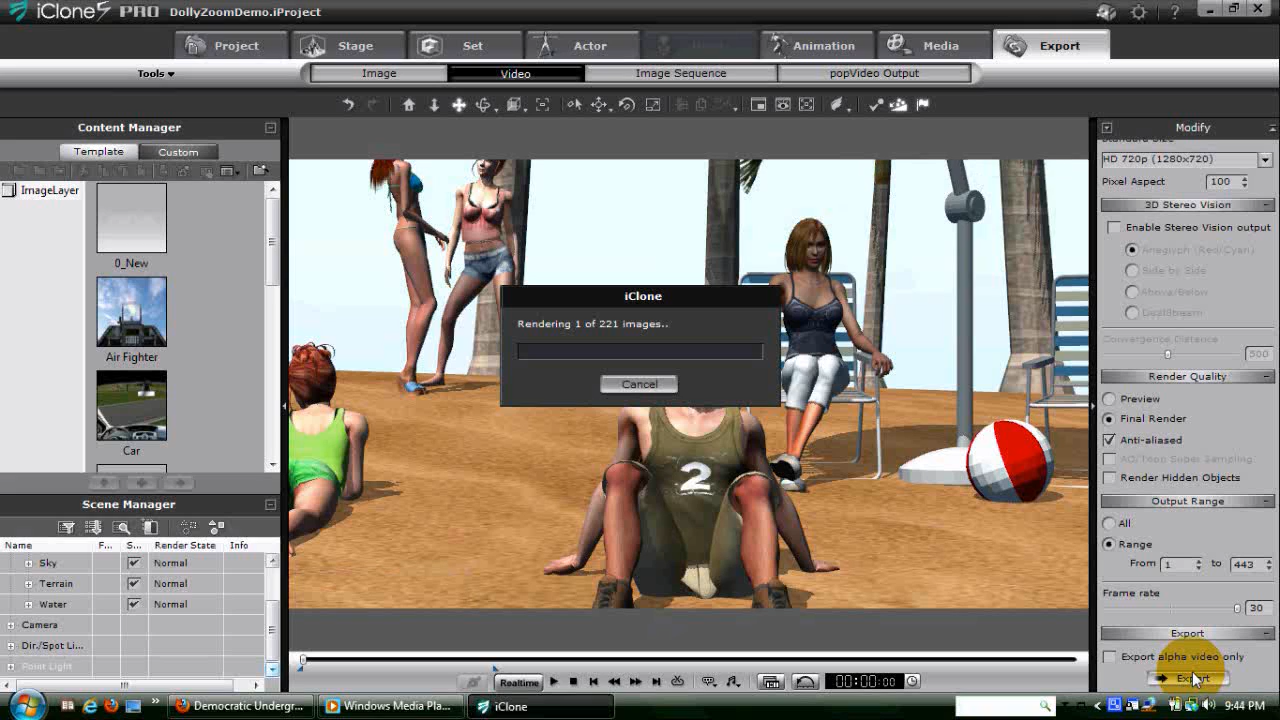 iClone5 PRO DollyZoomDemo.iProject
Project Stage Set Actor Animation Media Export
Tools
Image Video Image Sequence popVideo Output
Content Manager
Template Custom
ImageLayer
0_New
Air Fighter
Car
Scene Manager
Name F... S... Render State Info
Sky Normal
Terrain Normal
Water Normal
Camera
Dir./Spot Li...
Point Light
iClone
Rendering 1 of 221 images..
Cancel
2
Realtime
00:00:00
Modify
Standard Size
HD 720p (1280x720)
Pixel Aspect 100
3D Stereo Vision
Enable Stereo Vision output
Anaglyph (Red/Cyan)
Side by Side
Above/Below
DualStream
Convergence Distance
500
Render Quality
Preview
Final Render
Anti-aliased
Super Sampling
Render Hidden Objects
Output Range
All
Range
From 1 to 443
Frame rate
30
Export
Export alpha video only
Export
Democratic Undergr...
Windows Media Pla...
iClone
9:44 PM